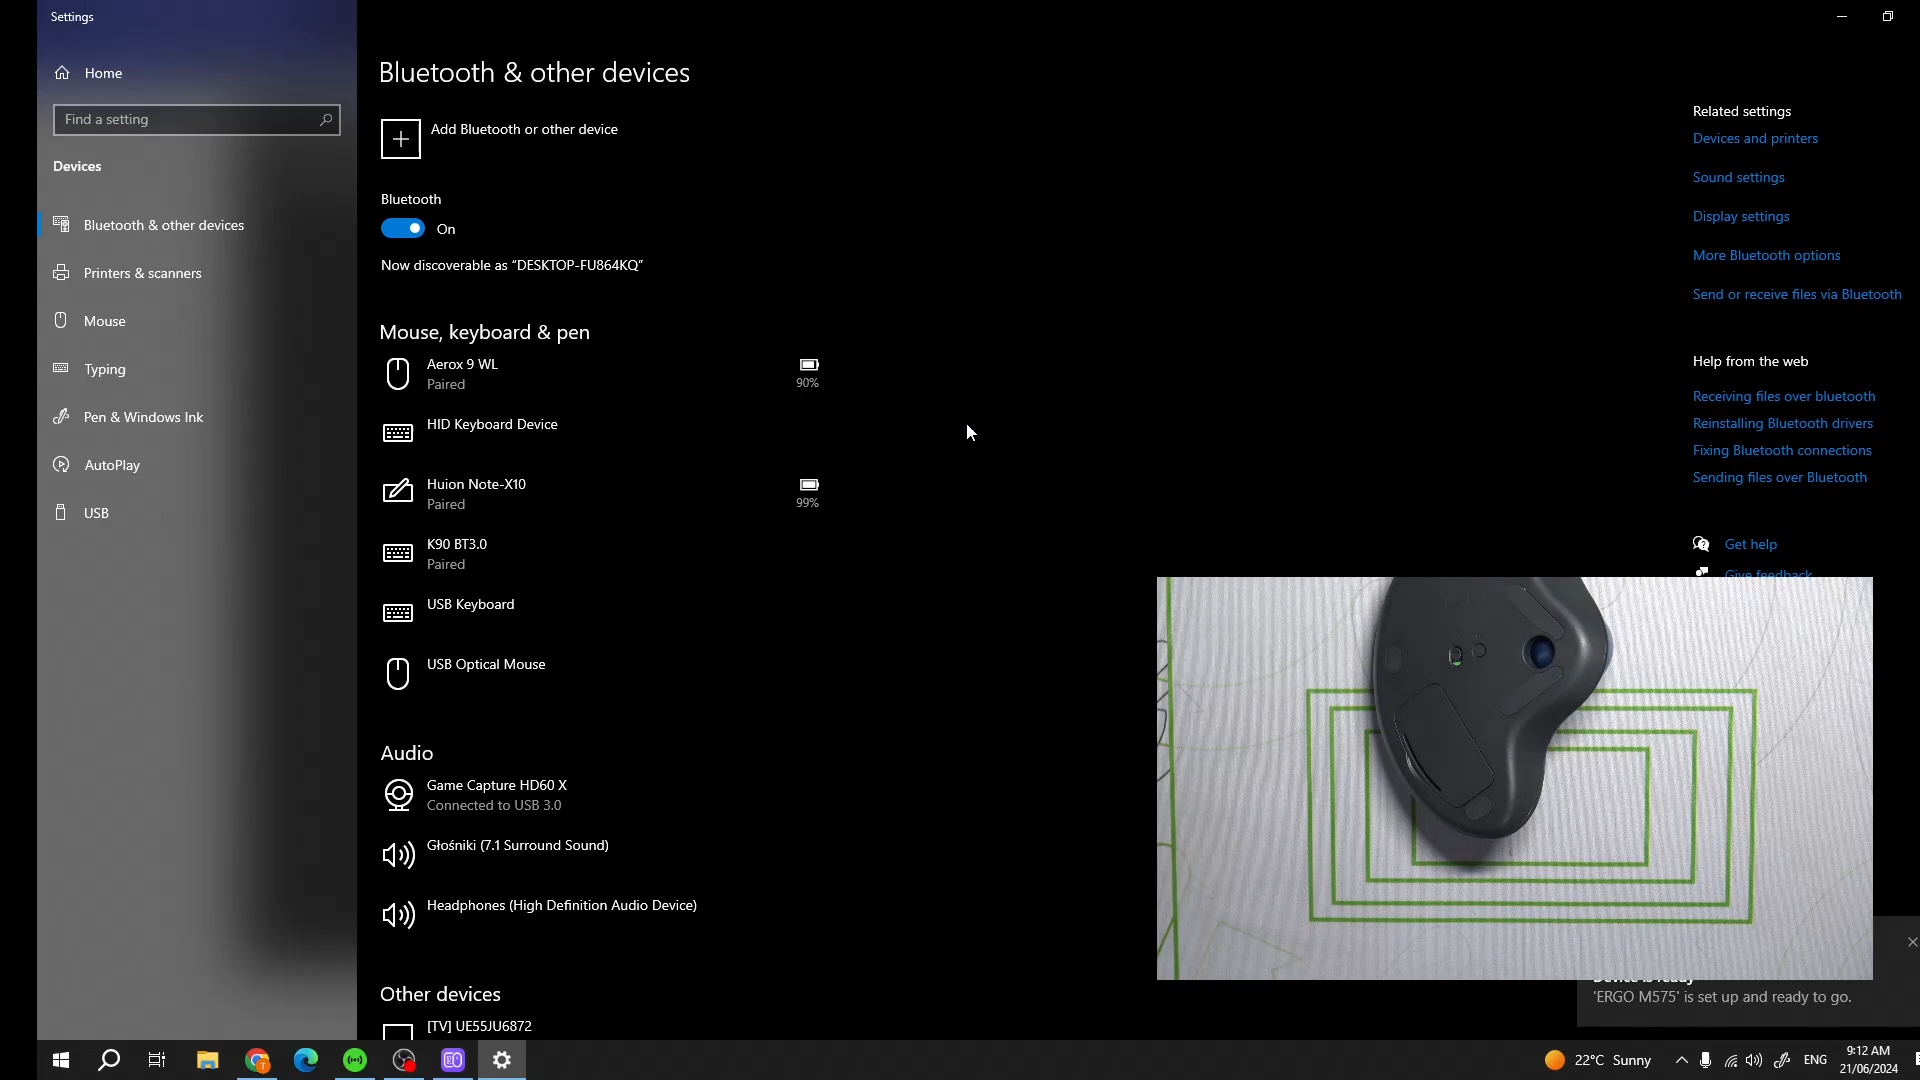 Settings
Home
Find a setting
Devices
Bluetooth & other devices
Printers & scanners
Mouse
Typing
Pen & Windows Ink
AutoPlay
USB
Bluetooth & other devices
Add Bluetooth or other device
Bluetooth
On
Now discoverable as “DESKTOP-FU864KQ”
Mouse, keyboard & pen
Aerox 9 WL
Paired
90%
HID Keyboard Device
Huion Note-X10
Paired
99%
K90 BT3.0
Paired
USB Keyboard
USB Optical Mouse
Audio
Game Capture HD60 X
Connected to USB 3.0
Głośniki (7.1 Surround Sound)
Headphones (High Definition Audio Device)
Other devices
[TV] UE55JU6872
Related settings
Devices and printers
Sound settings
Display settings
More Bluetooth options
Send or receive files via Bluetooth
Help from the web
Receiving files over bluetooth
Reinstalling Bluetooth drivers
Fixing Bluetooth connections
Sending files over Bluetooth
Get help
Give feedback
Device is ready
'ERGO M575' is set up and ready to go.
22°C Sunny
ENG
9:12 AM
21/06/2024